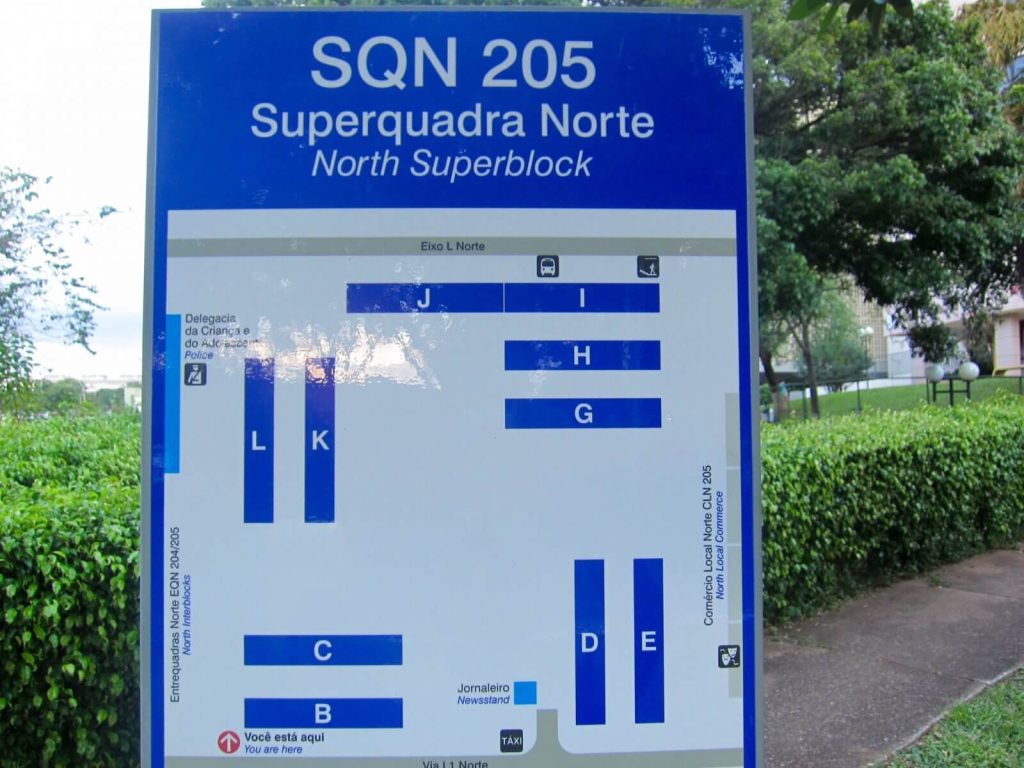 SQN 205
Superquadra Norte
North Superblock
Eixo L Norte
J
I
Delegacia
da Criança e
do Adolescente
Police
H
G
L
K
Comércio Local Norte CLN 205
North Local Commerce
Entrequadras Norte EQN 204/205
North Interblocks
D
E
C
Jornaleiro
Newsstand
B
Você está aqui
You are here
TÁXI
Via L1 Norte